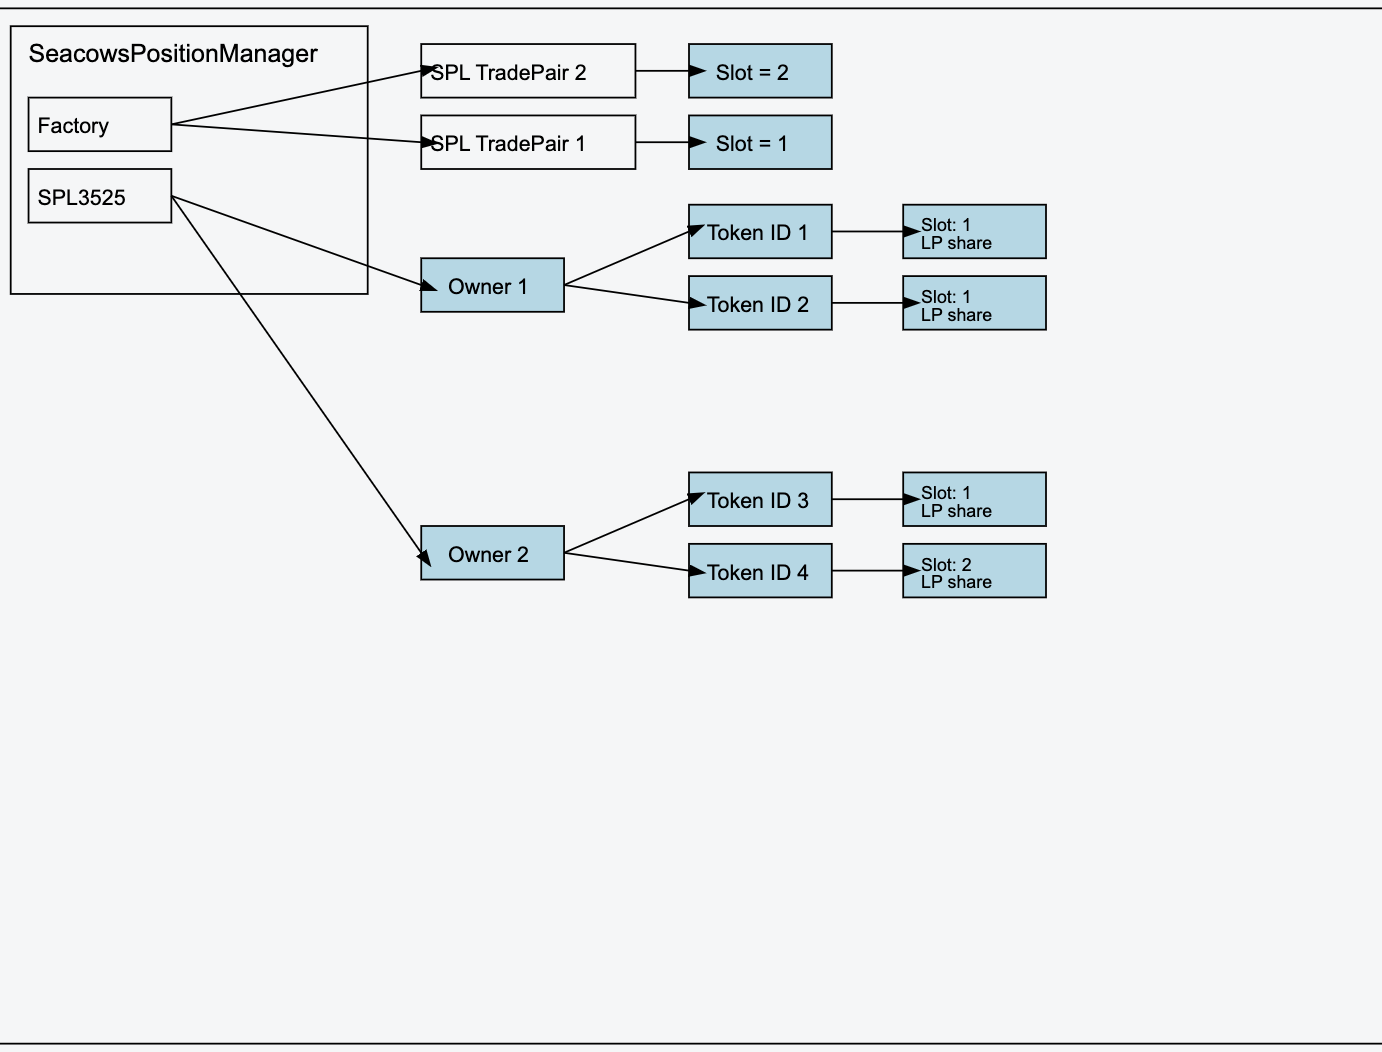 SeacowsPositionManager
Factory
SPL3525
SPL TradePair 2
Slot = 2
SPL TradePair 1
Slot = 1
Owner 1
Token ID 1
Slot: 1
LP share
Token ID 2
Slot: 1
LP share
Owner 2
Token ID 3
Slot: 1
LP share
Token ID 4
Slot: 2
LP share